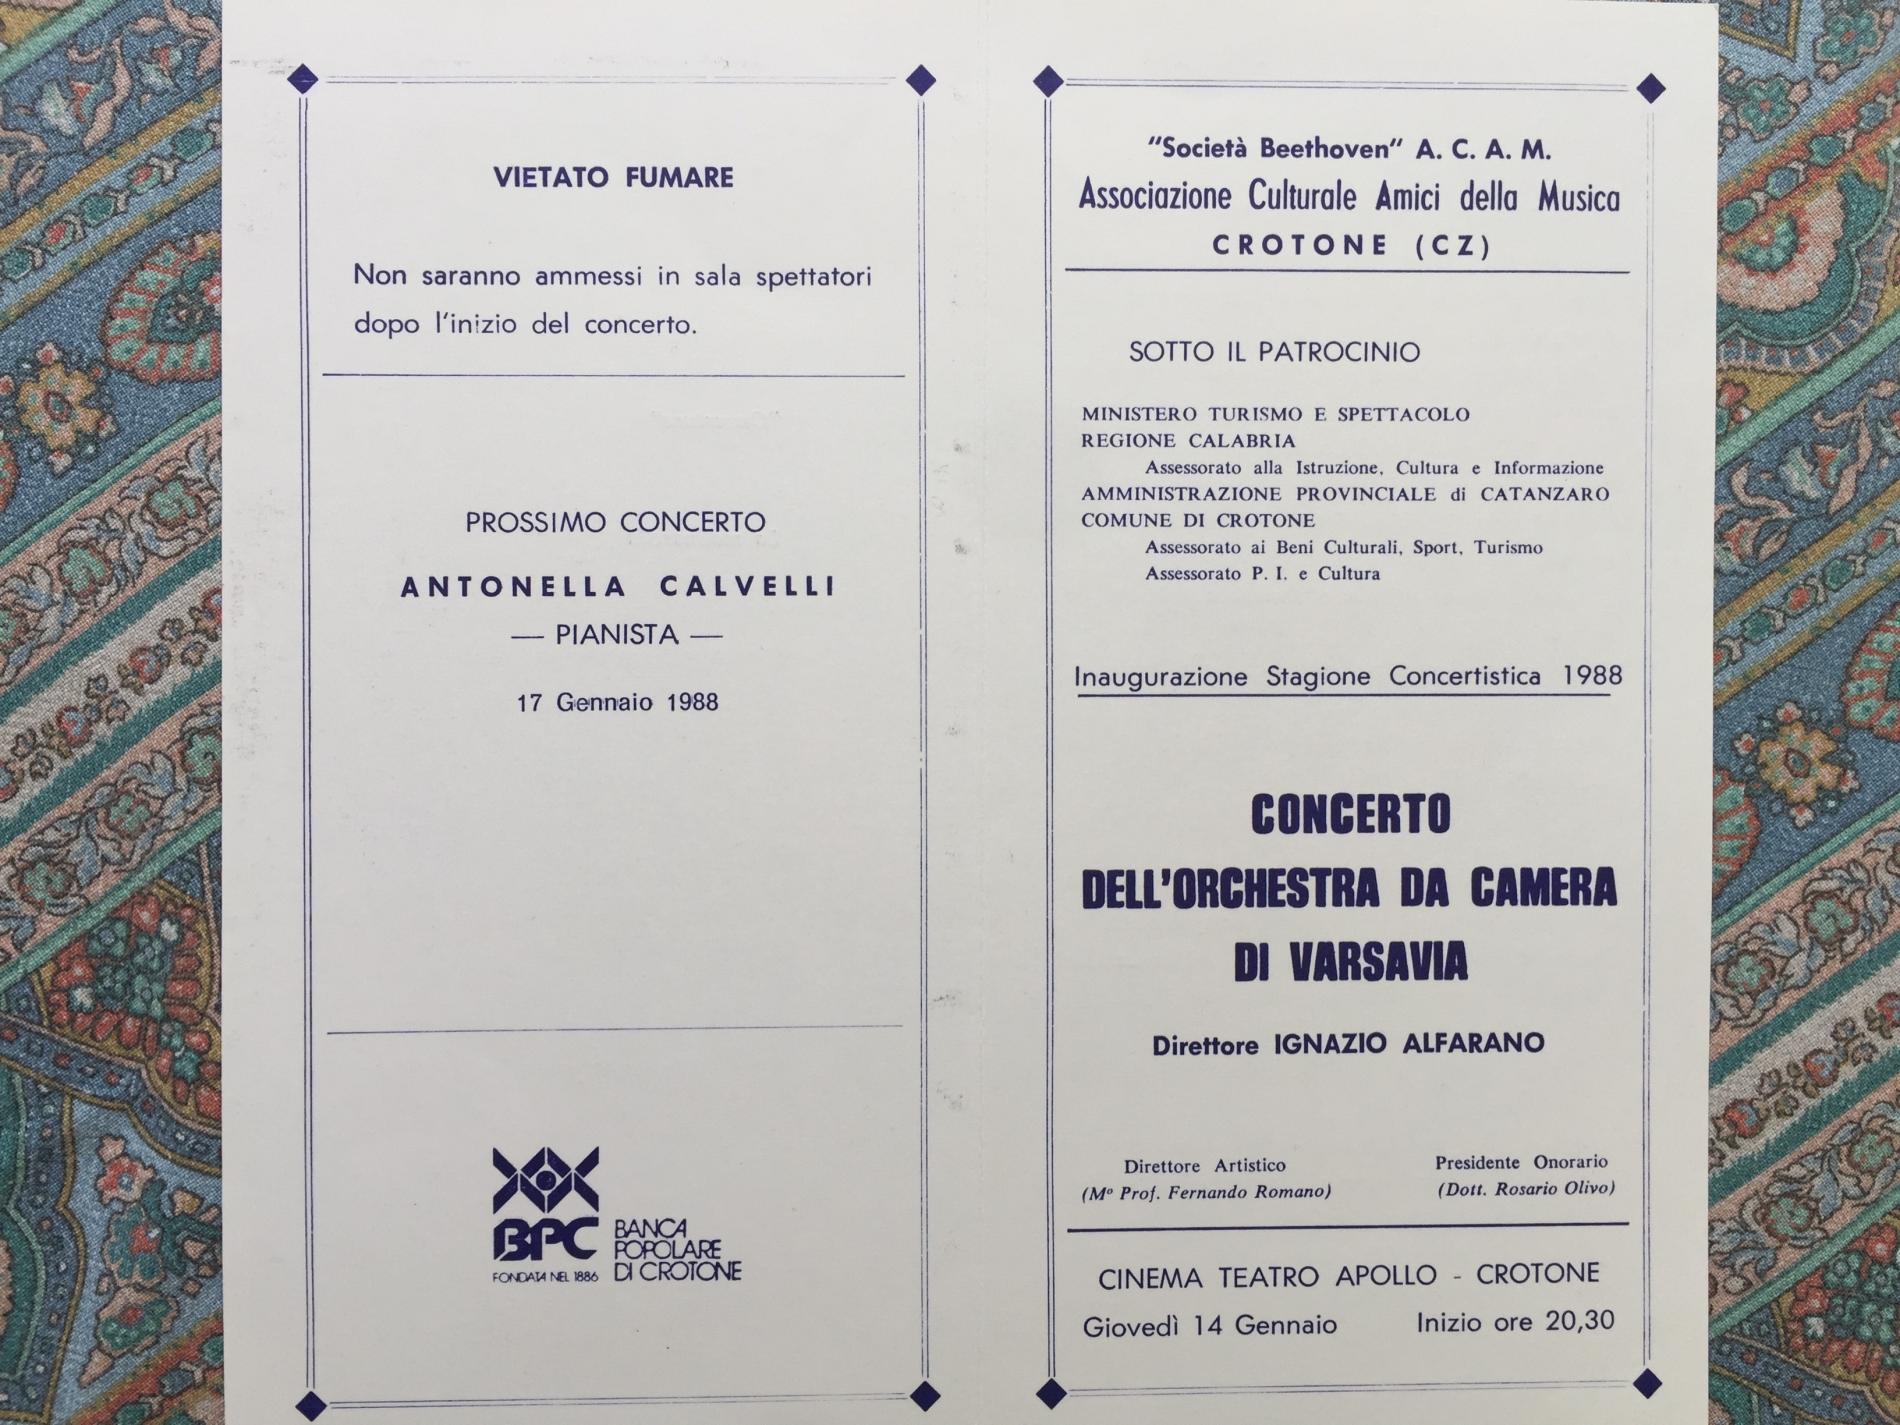 VIETATO FUMARE
Non saranno ammessi in sala spettatori
dopo l'inizio del concerto.
PROSSIMO CONCERTO
ANTONELLA CALVELLI
— PIANISTA —
17 Gennaio 1988
BPC
FONDATA NEL 1886
BANCA
POPOLARE
DI CROTONE
"Società Beethoven" A. C. A. M.
Associazione Culturale Amici della Musica
CROTONE (CZ)
SOTTO IL PATROCINIO
MINISTERO TURISMO E SPETTACOLO
REGIONE CALABRIA
Assessorato alla Istruzione, Cultura e Informazione
AMMINISTRAZIONE PROVINCIALE di CATANZARO
COMUNE DI CROTONE
Assessorato ai Beni Culturali, Sport, Turismo
Assessorato P. I. e Cultura
Inaugurazione Stagione Concertistica 1988
CONCERTO
DELL'ORCHESTRA DA CAMERA
DI VARSAVIA
Direttore IGNAZIO ALFARANO
Direttore Artistico
(Mº Prof. Fernando Romano)
Presidente Onorario
(Dott. Rosario Olivo)
CINEMA TEATRO APOLLO - CROTONE
Giovedì 14 Gennaio Inizio ore 20,30